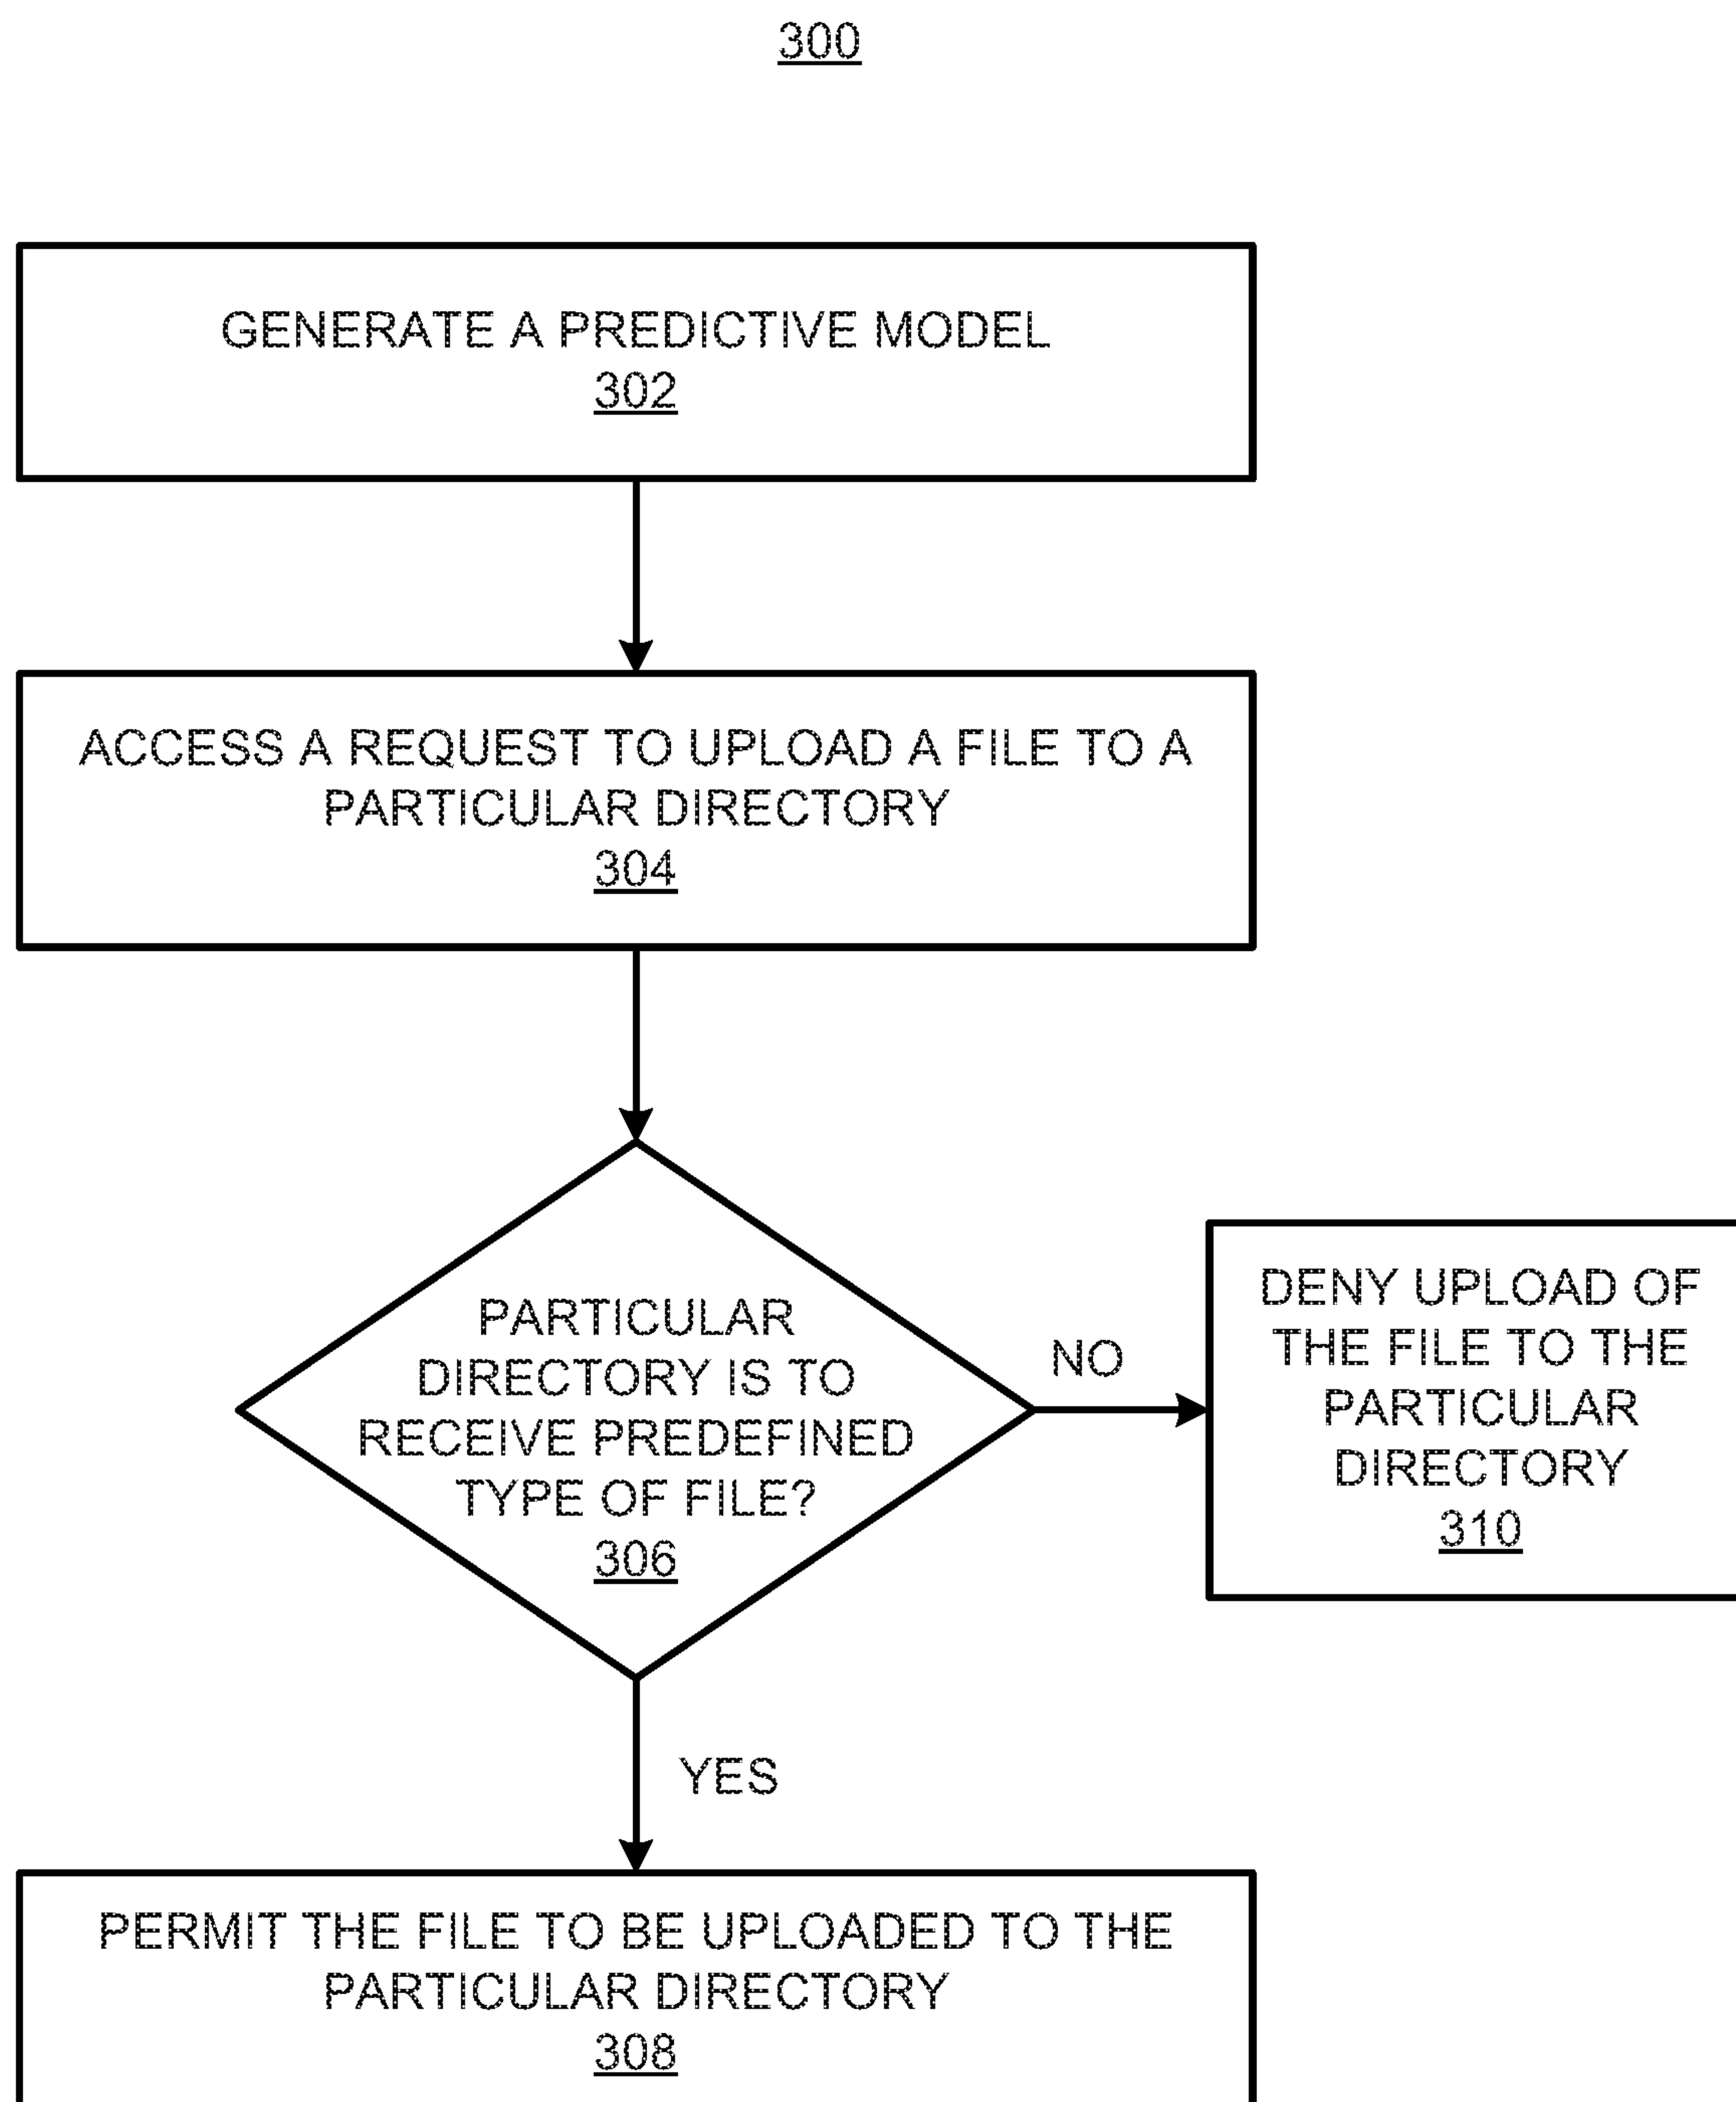 300
GENERATE A PREDICTIVE MODEL
302
ACCESS A REQUEST TO UPLOAD A FILE TO A
PARTICULAR DIRECTORY
304
PARTICULAR
DIRECTORY IS TO
RECEIVE PREDEFINED
TYPE OF FILE?
306
NO
DENY UPLOAD OF
THE FILE TO THE
PARTICULAR
DIRECTORY
310
YES
PERMIT THE FILE TO BE UPLOADED TO THE
PARTICULAR DIRECTORY
308